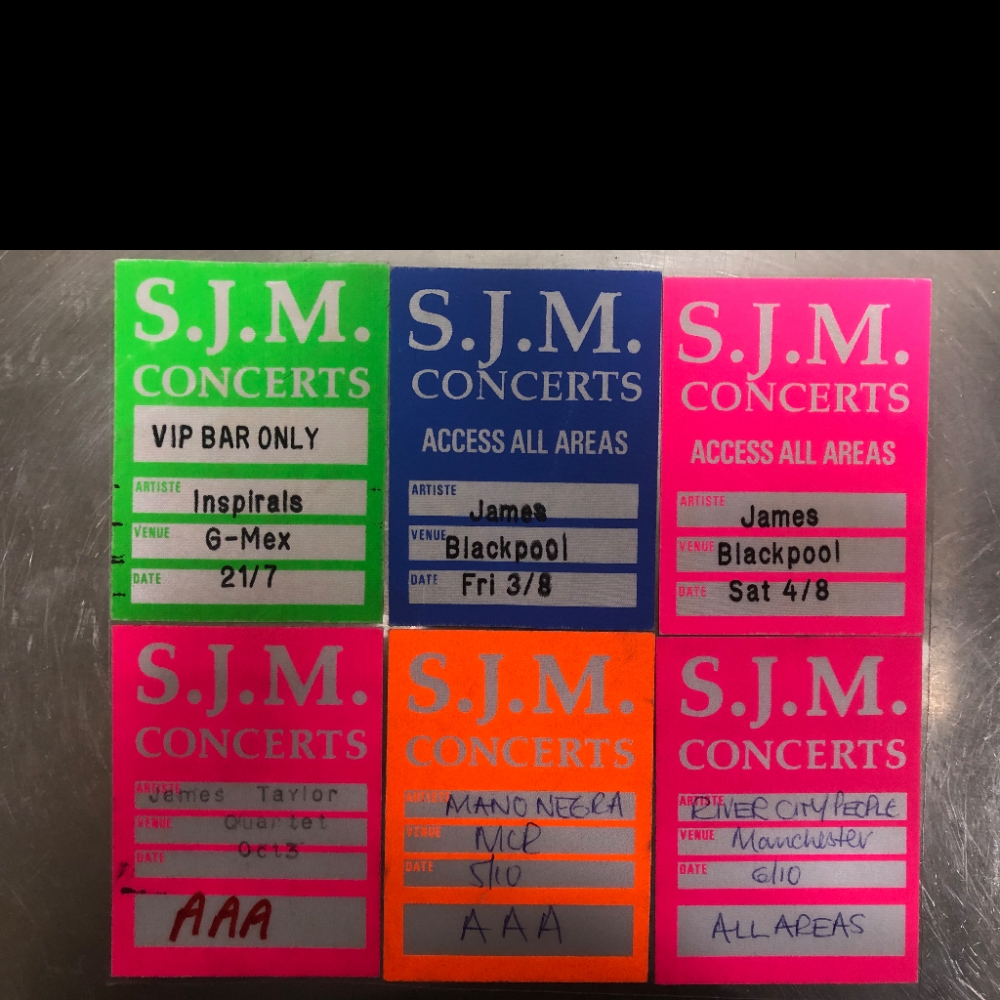 S.J.M.
CONCERTS
VIP BAR ONLY
ARTISTE Inspirals
VENUE G-Mex
DATE 21/7
S.J.M.
CONCERTS
ACCESS ALL AREAS
ARTISTE James
VENUE Blackpool
DATE Fri 3/8
S.J.M.
CONCERTS
ACCESS ALL AREAS
ARTISTE James
VENUE Blackpool
DATE Sat 4/8
S.J.M.
CONCERTS
ARTISTE James Taylor
VENUE Quartet
DATE Oct3
AAA
S.J.M.
CONCERTS
ARTISTE MANO NEGRA
VENUE MCR
DATE 5/10
AAA
S.J.M.
CONCERTS
ARTISTE RIVER CITY PEOPLE
VENUE Manchester
DATE 6/10
ALL AREAS